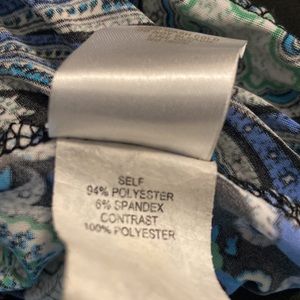 SELF
94% POLYESTER
6% SPANDEX
CONTRAST
100% POLYESTER